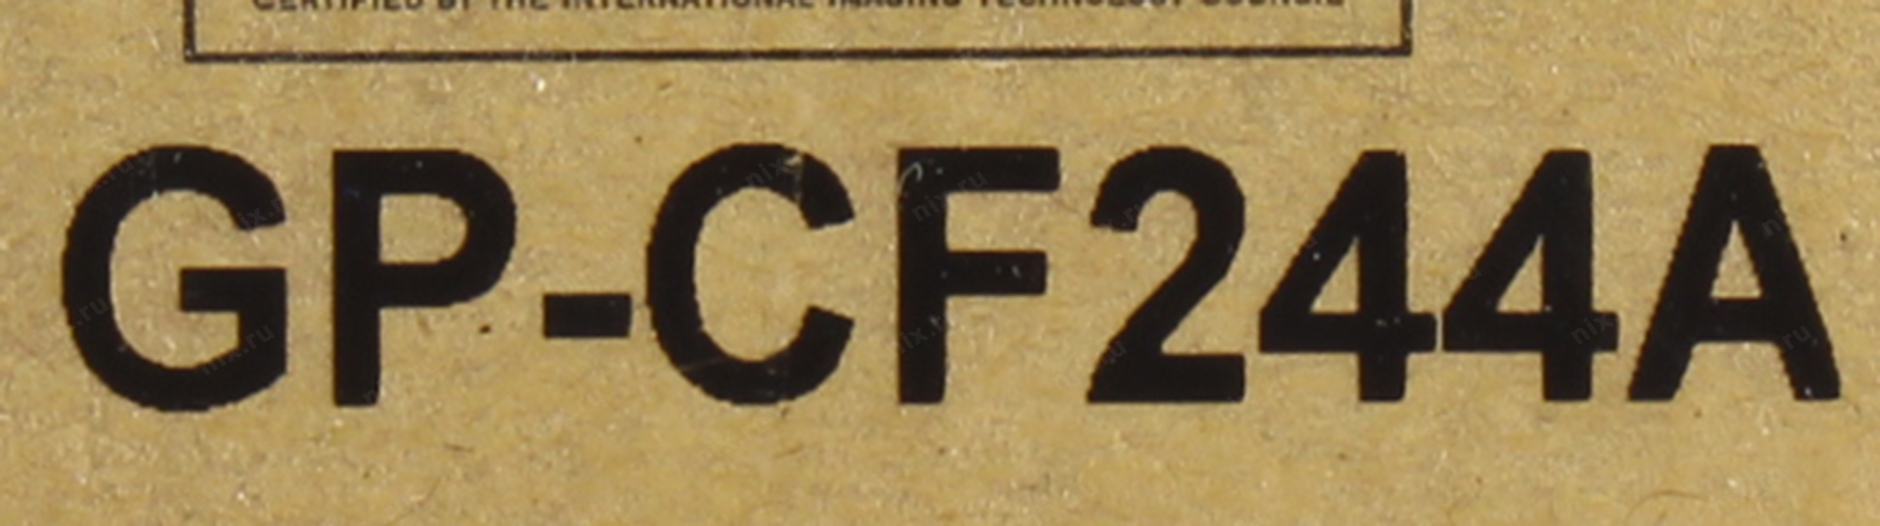 CERTIFIED BY THE INTERNATIONAL IMAGING TECHNOLOGY COUNCIL
GP-CF244A